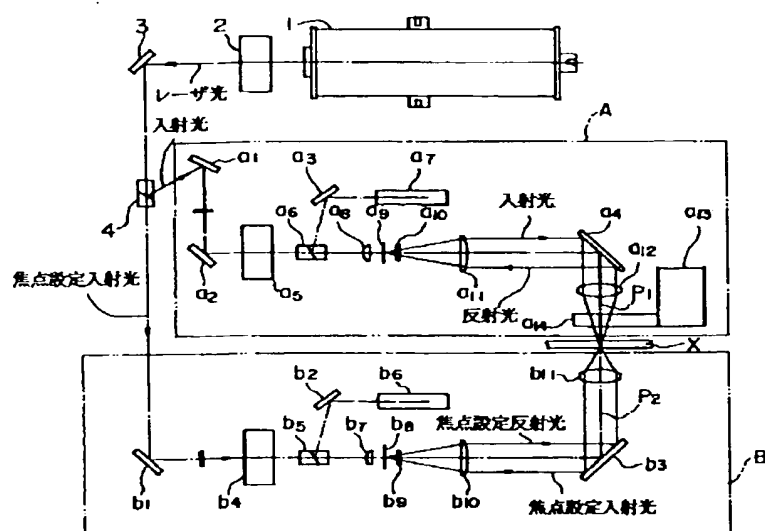 3
2
1
レーザ光
入射光
A
a1
a3
a7
4
a6
a8
a9
a10
入射光
a4
a13
a2
a5
a11
a12
P1
焦点設定入射光
反射光
a14
X
b2
b6
b11
P2
b5
b7
b8
焦点設定反射光
B
b1
b4
b9
b10
焦点設定入射光
b3